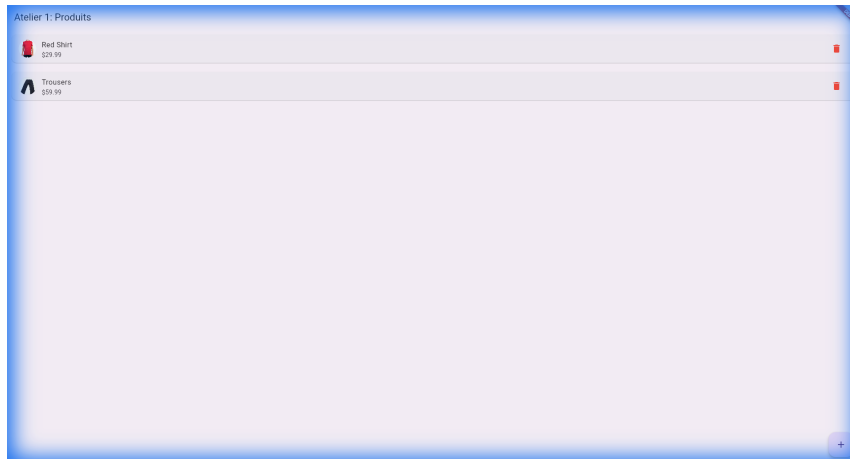 Atelier 1: Produits
Red Shirt
$29.99
Trousers
$59.99
+